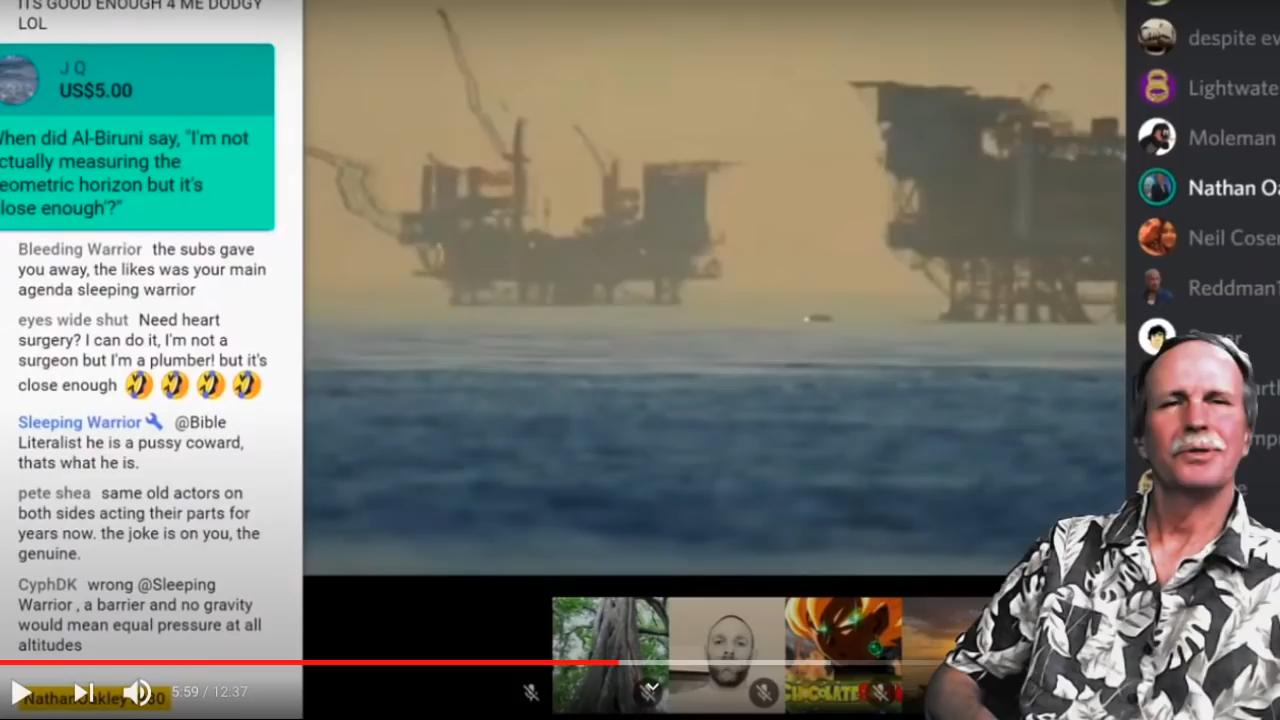 ITS GOOD ENOUGH 4 ME DODGY
LOL
J Q
US$5.00
hen did Al-Biruni say, "I'm not
ctually measuring the
eometric horizon but it's
lose enough'?"
Bleeding Warrior the subs gave
you away, the likes was your main
agenda sleeping warrior
eyes wide shut Need heart
surgery? I can do it, I'm not a
surgeon but I'm a plumber! but it's
close enough 🤣 🤣 🤣 🤣
Sleeping Warrior @Bible
Literalist he is a pussy coward,
thats what he is.
pete shea same old actors on
both sides acting their parts for
years now. the joke is on you, the
genuine.
CyphDK wrong @Sleeping
Warrior , a barrier and no gravity
would mean equal pressure at all
altitudes
5:59 / 12:37
despite ev
Lightwate
Moleman
Nathan Oa
Neil Coser
Reddman